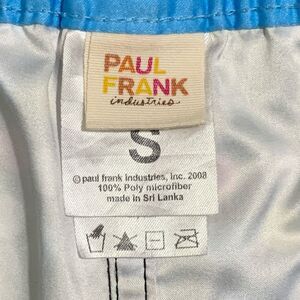 PAUL
FRANK
industries.
S
© paul frank industries, inc. 2008
100% Poly microfiber
made in Sri Lanka